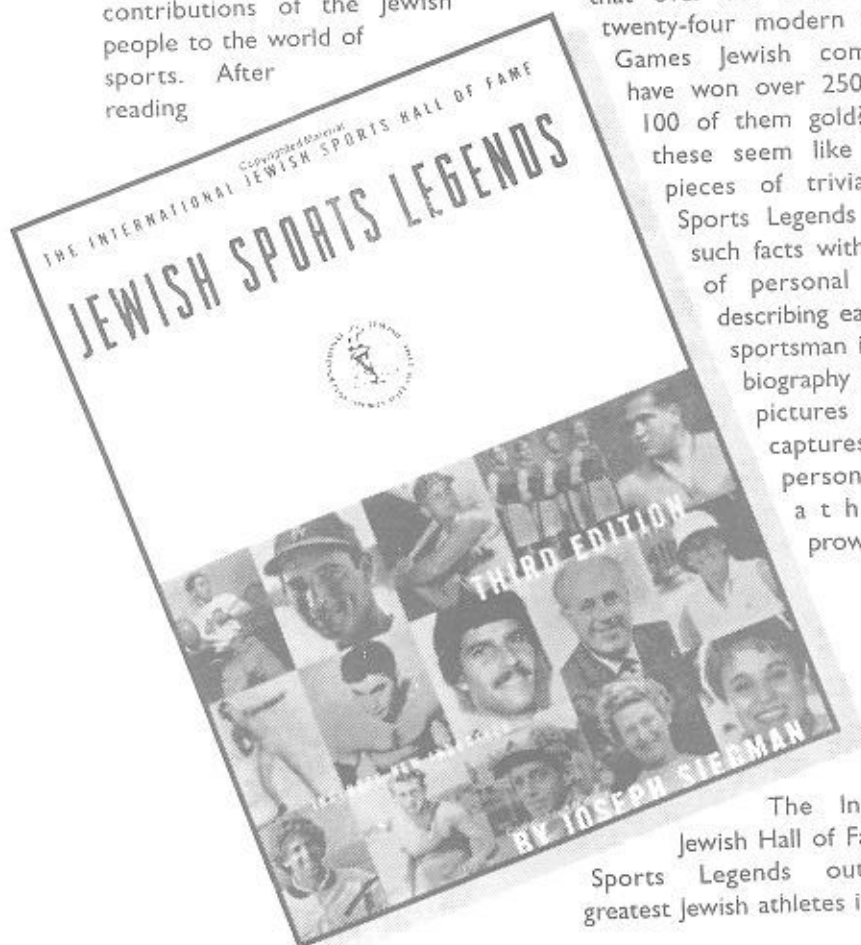 contributions of the Jewish
people to the world of
sports. After
reading
THE INTERNATIONAL JEWISH SPORTS HALL OF FAME
Copyrighted Material
JEWISH SPORTS LEGENDS
THIRD EDITION
BY JOSEPH SIEGMAN
twenty-four modern
Games Jewish com
have won over 250
100 of them gold?
these seem like
pieces of trivia
Sports Legends
such facts with
of personal
describing ea
sportsman i
biography
pictures
captures
person
a t h
prow
The In
Jewish Hall of Fa
Sports Legends out
greatest Jewish athletes i